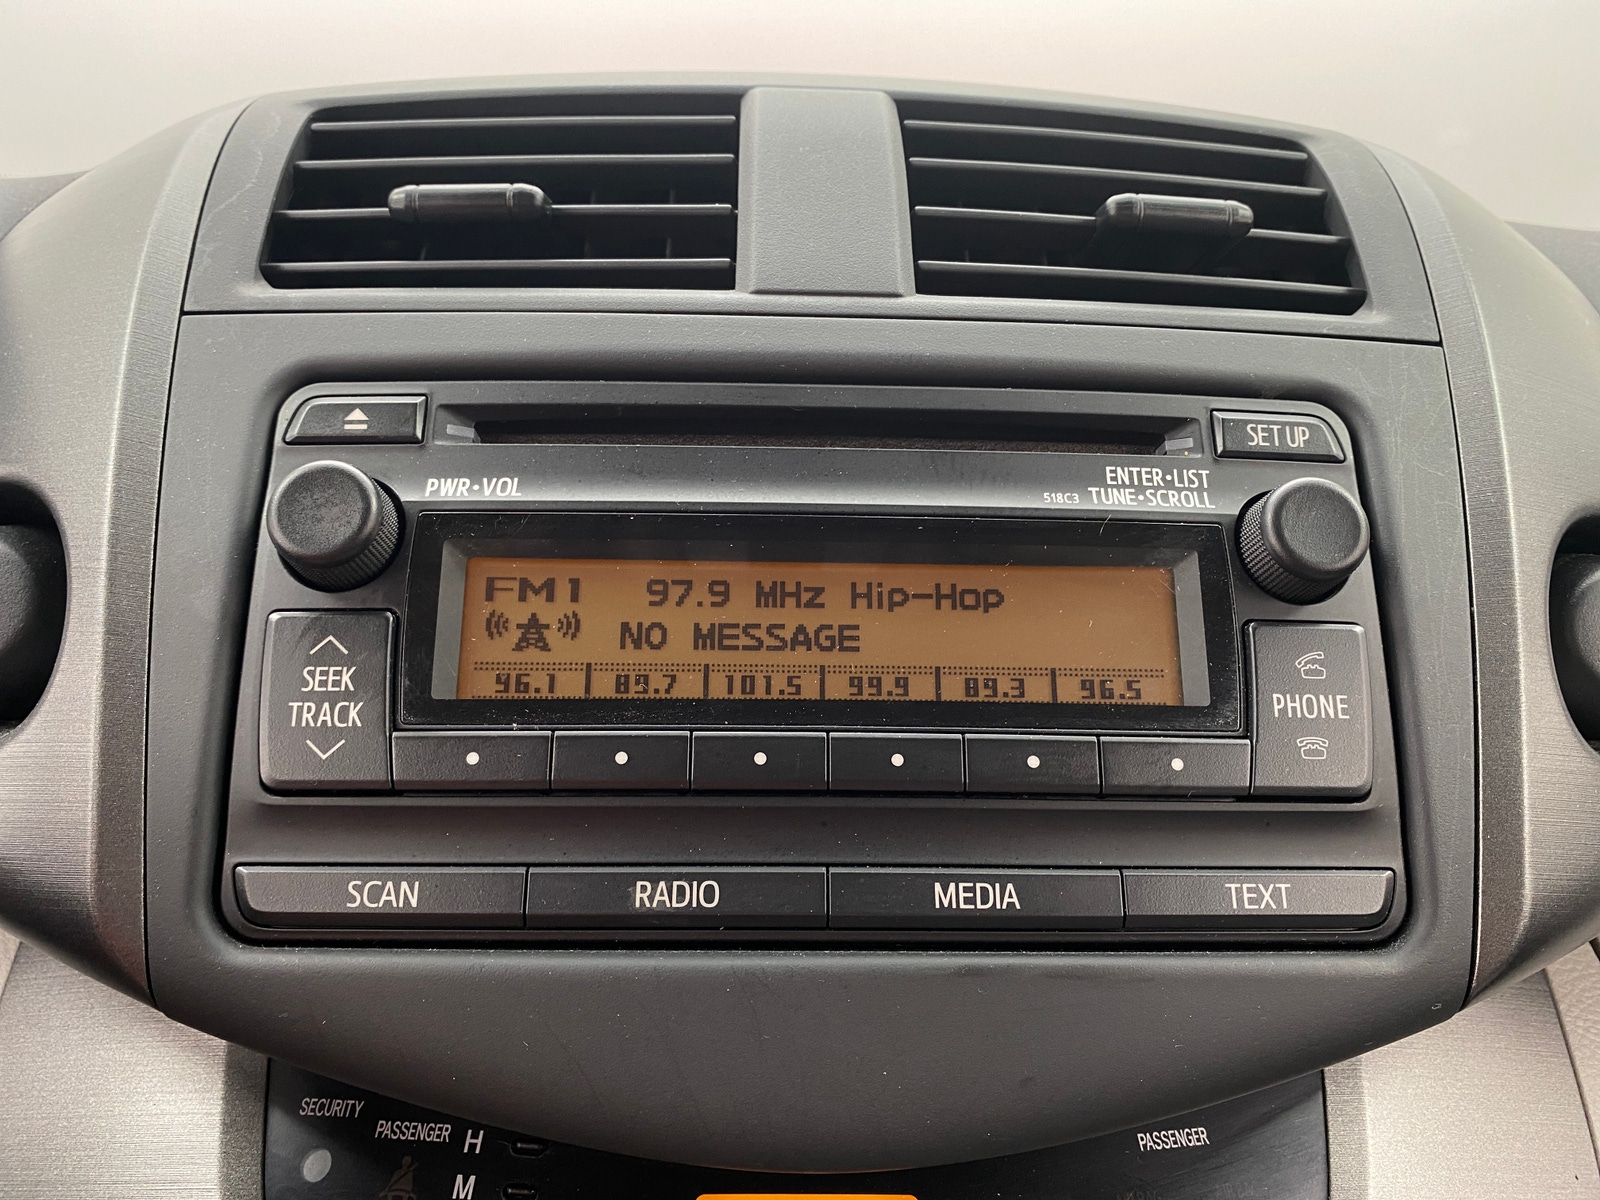 SET UP
PWR•VOL
ENTER•LIST
518C3 TUNE•SCROLL
FM1 97.9 MHz Hip-Hop
NO MESSAGE
96.1 89.7 101.5 99.9 89.3 96.5
SEEK
TRACK
PHONE
SCAN RADIO MEDIA TEXT
SECURITY
PASSENGER H
PASSENGER
M